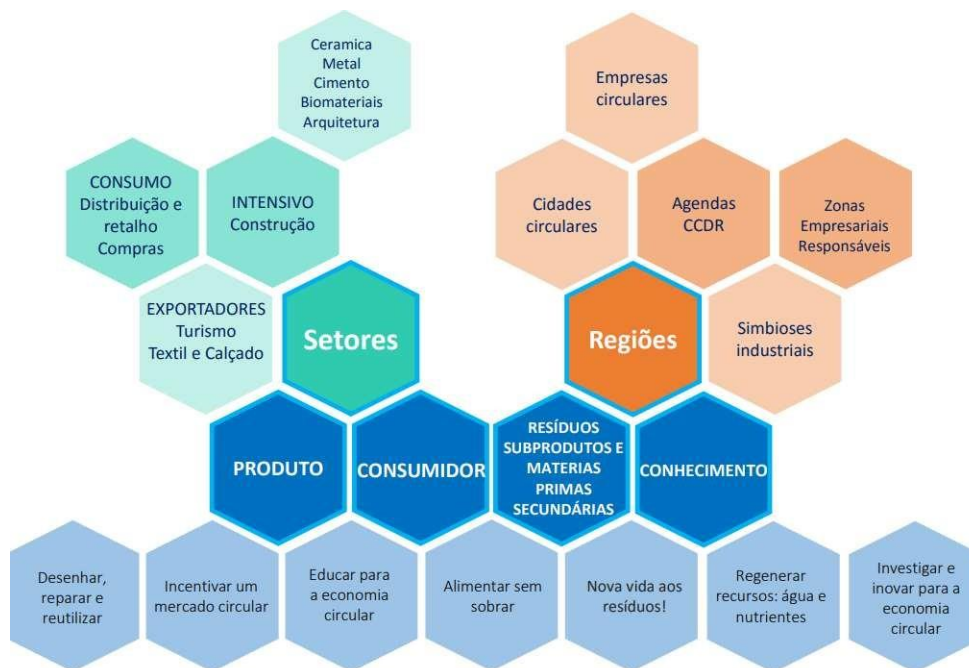 Ceramica
Metal
Cimento
Biomateriais
Arquitetura
Empresas
circulares
CONSUMO
Distribuição e
retalho
Compras
INTENSIVO
Construção
Cidades
circulares
Agendas
CCDR
Zonas
Empresariais
Responsáveis
EXPORTADORES
Turismo
Textil e Calçado
Setores
Regiões
Simbioses
industriais
PRODUTO
CONSUMIDOR
RESÍDUOS
SUBPRODUTOS E
MATERIAS
PRIMAS
SECUNDÁRIAS
CONHECIMENTO
Desenhar,
reparar e
reutilizar
Incentivar um
mercado circular
Educar para
a economia
circular
Alimentar sem
sobrar
Nova vida aos
resíduos!
Regenerar
recursos: água e
nutrientes
Investigar e
inovar para a
economia
circular